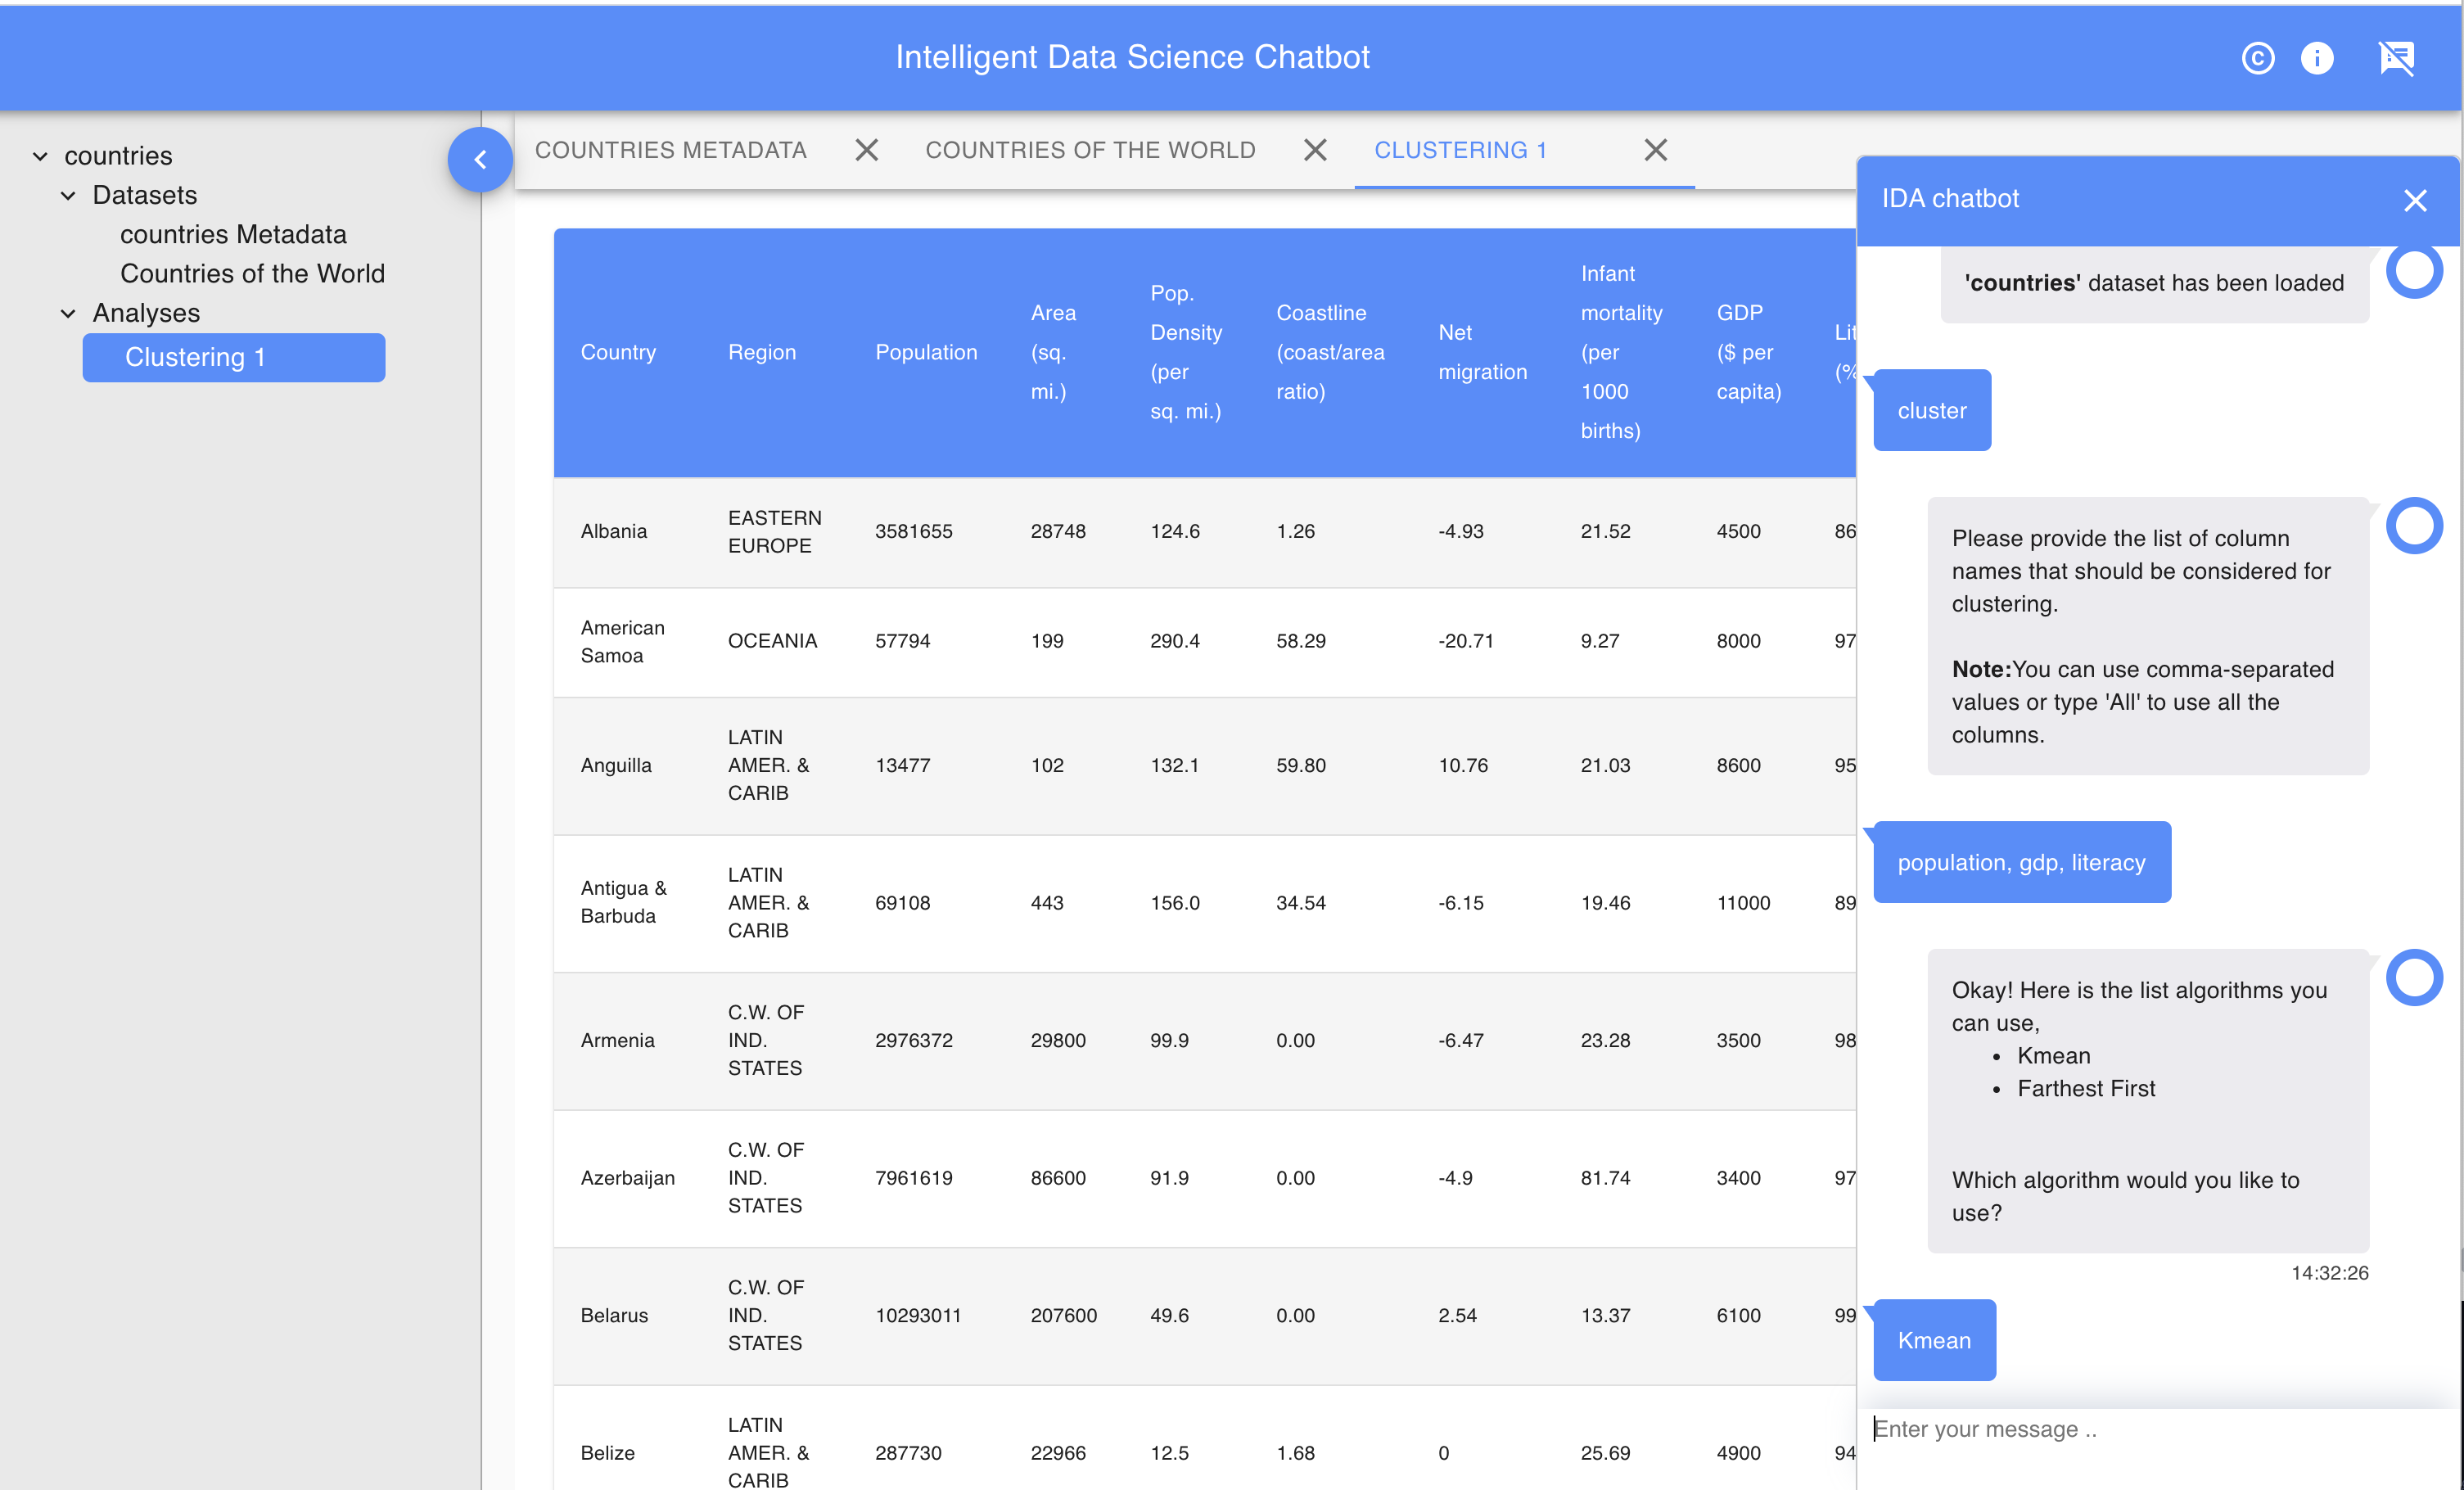 Intelligent Data Science Chatbot
countries
Datasets
countries Metadata
Countries of the World
Analyses
Clustering 1
COUNTRIES METADATA
COUNTRIES OF THE WORLD
CLUSTERING 1
Country Region Population Area (sq. mi.) Pop. Density (per sq. mi.) Coastline (coast/area ratio) Net migration Infant mortality (per 1000 births) GDP ($ per capita) Lit (%
Albania EASTERN EUROPE 3581655 28748 124.6 1.26 -4.93 21.52 4500 86
American Samoa OCEANIA 57794 199 290.4 58.29 -20.71 9.27 8000 97
Anguilla LATIN AMER. & CARIB 13477 102 132.1 59.80 10.76 21.03 8600 95
Antigua & Barbuda LATIN AMER. & CARIB 69108 443 156.0 34.54 -6.15 19.46 11000 89
Armenia C.W. OF IND. STATES 2976372 29800 99.9 0.00 -6.47 23.28 3500 98
Azerbaijan C.W. OF IND. STATES 7961619 86600 91.9 0.00 -4.9 81.74 3400 97
Belarus C.W. OF IND. STATES 10293011 207600 49.6 0.00 2.54 13.37 6100 99
Belize LATIN AMER. & CARIB 287730 22966 12.5 1.68 0 25.69 4900 94
IDA chatbot
'countries' dataset has been loaded
cluster
Please provide the list of column
names that should be considered for
clustering.
Note:You can use comma-separated
values or type 'All' to use all the
columns.
population, gdp, literacy
Okay! Here is the list algorithms you
can use,
• Kmean
• Farthest First
Which algorithm would you like to
use?
14:32:26
Kmean
Enter your message ..